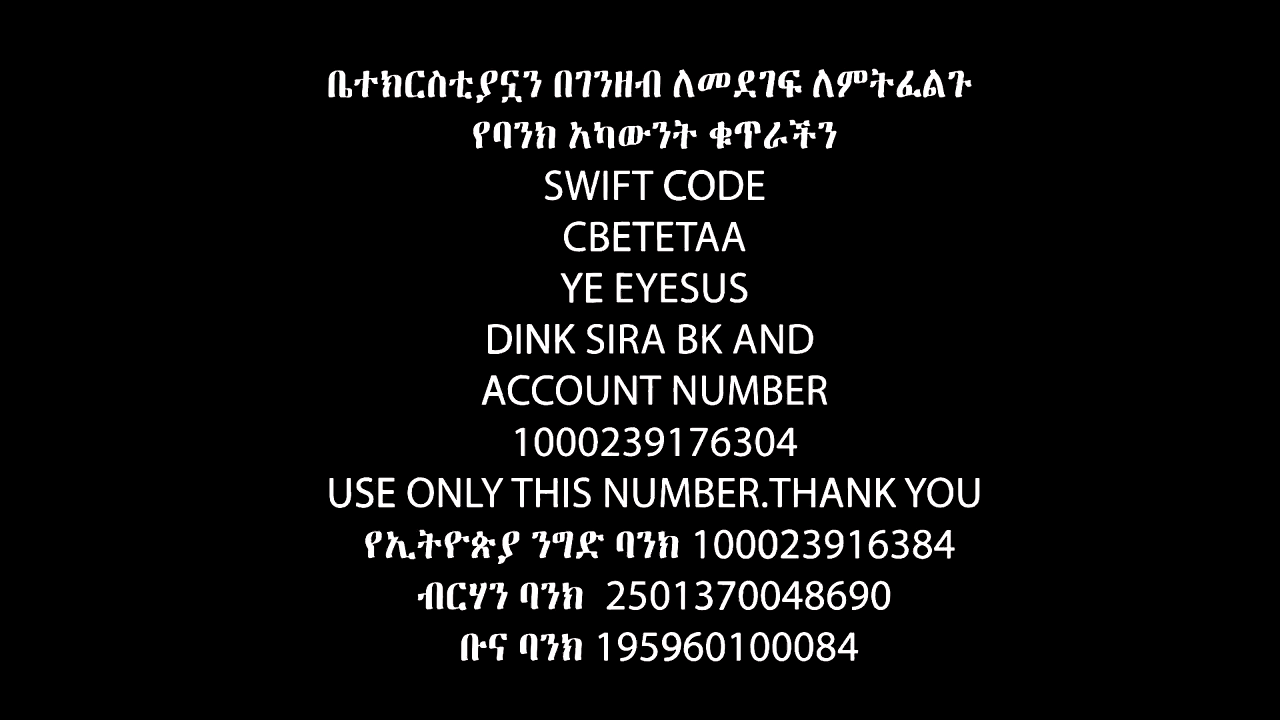 ቤተክርስቲያኗን በገንዘብ ለመደገፍ ለምትፈልጉ
የባንክ አካውንት ቁጥራችን
SWIFT CODE
CBETETAA
YE EYESUS
DINK SIRA BK AND
ACCOUNT NUMBER
1000239176304
USE ONLY THIS NUMBER.THANK YOU
የኢትዮጵያ ንግድ ባንክ 100023916384
ብርሃን ባንክ 2501370048690
ቡና ባንክ 195960100084